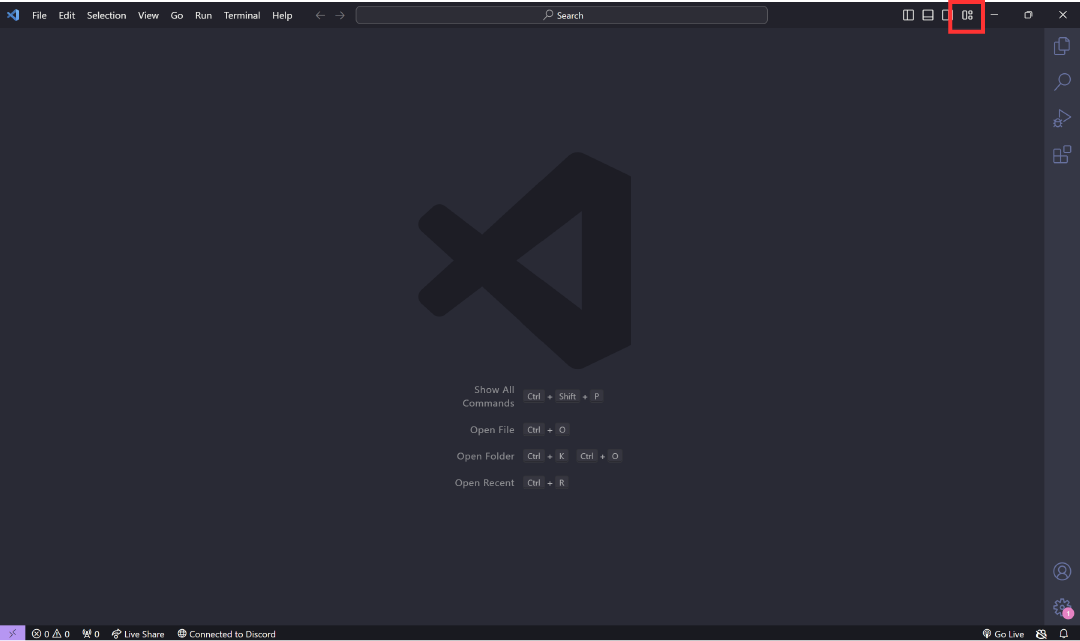 File Edit Selection View Go Run Terminal Help Search
Show All
Commands Ctrl + Shift + P
Open File Ctrl + O
Open Folder Ctrl + K Ctrl + O
Open Recent Ctrl + R
1
0 0 0 Live Share Connected to Discord Go Live